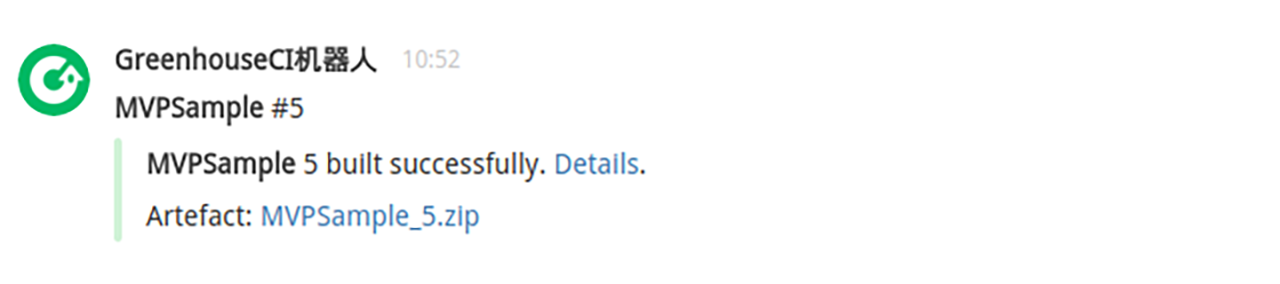 GreenhouseCI机器人 10:52
MVPSample #5
MVPSample 5 built successfully. Details.
Artefact: MVPSample_5.zip